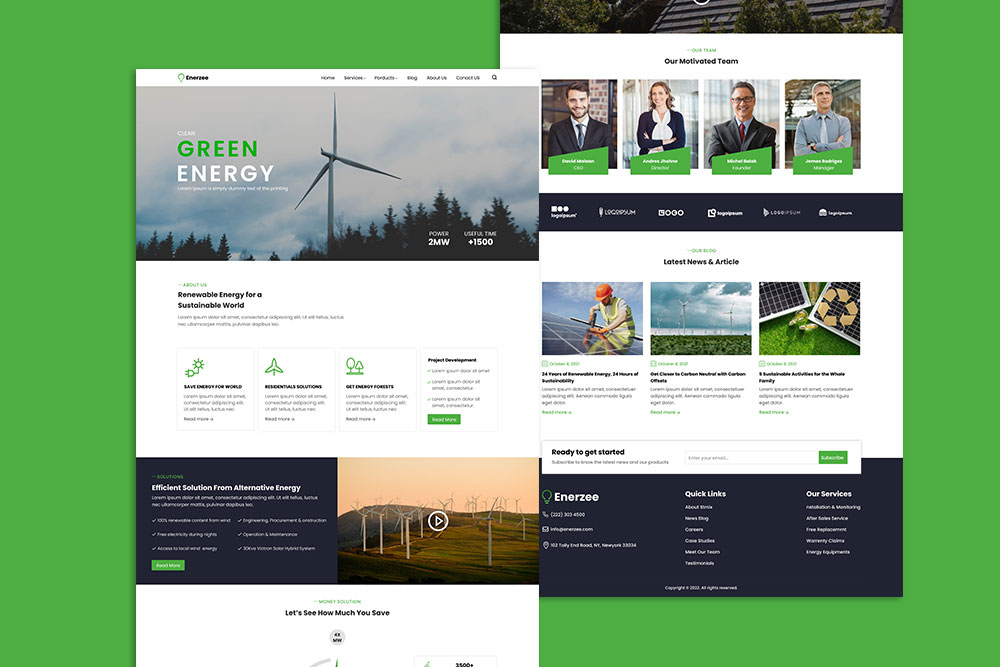 Enerzee
Home Services Porducts Blog About Us Conact US
CLEAN
GREEN
ENERGY
Lorem Ipsum is empty dummy text of the printing
POWER
2MW
USEFUL TIME
+1500
ABOUT US
Renewable Energy for a
Sustainable World
Lorem ipsum dolor sit amet, consectetur adipiscing elit. Ut elit tellus, luctus
nec ullamcorper mattis, pulvinar dapibus leo.
SAVE ENERGY FOR WORLD
Lorem ipsum dolor sit amet,
consectetur adipiscing elit.
Ut elit tellus, luctus nec
Read more
RESIDENTIALS SOLUTIONS
Lorem ipsum dolor sit amet,
consectetur adipiscing elit.
Ut elit tellus, luctus nec
Read more
GET ENERGY FORESTS
Lorem ipsum dolor sit amet,
consectetur adipiscing elit.
Ut elit tellus, luctus nec
Read more
Project Development
Lorem ipsum dolor sit amet
Lorem ipsum dolor sit
amet, consectetur
Lorem ipsum dolor sit
consectetur.
Read More
SOLUTIONS
Efficient Solution From Alternative Energy
Lorem ipsum dolor sit amet, consectetur adipiscing elit. Ut elit tellus, luctus
nec ullamcorper mattis, pulvinar dapibus leo.
100% renewable content from wind
Engineering, Procurement & onstruction
Free electricity during nights
Operation & Maintenance
Access to local wind energy
30Kva Victron Solar Hybrid System
Read More
MONEY SOLUTION
Let's See How Much You Save
4X
MW
3500+
OUR TEAM
Our Motivated Team
David Malaan
CEO
Andres Jhohno
Director
Michel Balak
Founder
James Rodrigez
Manager
logoipsum
LOGOIPSUM
LOGO
logoipsum
LOGOIPSUM
logoipsum
OUR BLOG
Latest News & Article
October 6, 2021
24 Years of Renewable Energy, 24 Hours of
Sustainability
Lorem ipsum dolor sit amet, consectetuer
adipiscing elit. Aenean commodo ligula
eget dolor.
Read more
October 6, 2021
Get Closer to Carbon Neutral with Carbon
Offsets
Lorem ipsum dolor sit amet, consectetuer
adipiscing elit. Aenean commodo ligula
eget dolor.
Read more
October 6, 2021
5 Sustainable Activities for the Whole
Family
Lorem ipsum dolor sit amet, consectetuer
adipiscing elit. Aenean commodo ligula
eget dolor.
Read more
Ready to get started
Subscribe to know the latest news and our products
Enter your email...
Subscribe
Enerzee
(222) 303 4500
info@enerzee.com
102 Tally End Road, NY, Newyork 33034
Quick Links
About Strnix
News Blog
Careers
Case Studies
Meet Our Team
Testimonials
Our Services
nstallation & Monitoring
After Sales Service
Free Replacemnt
Warrenty Claims
Energy Equipments
Copyright © 2022. All rights reserved.